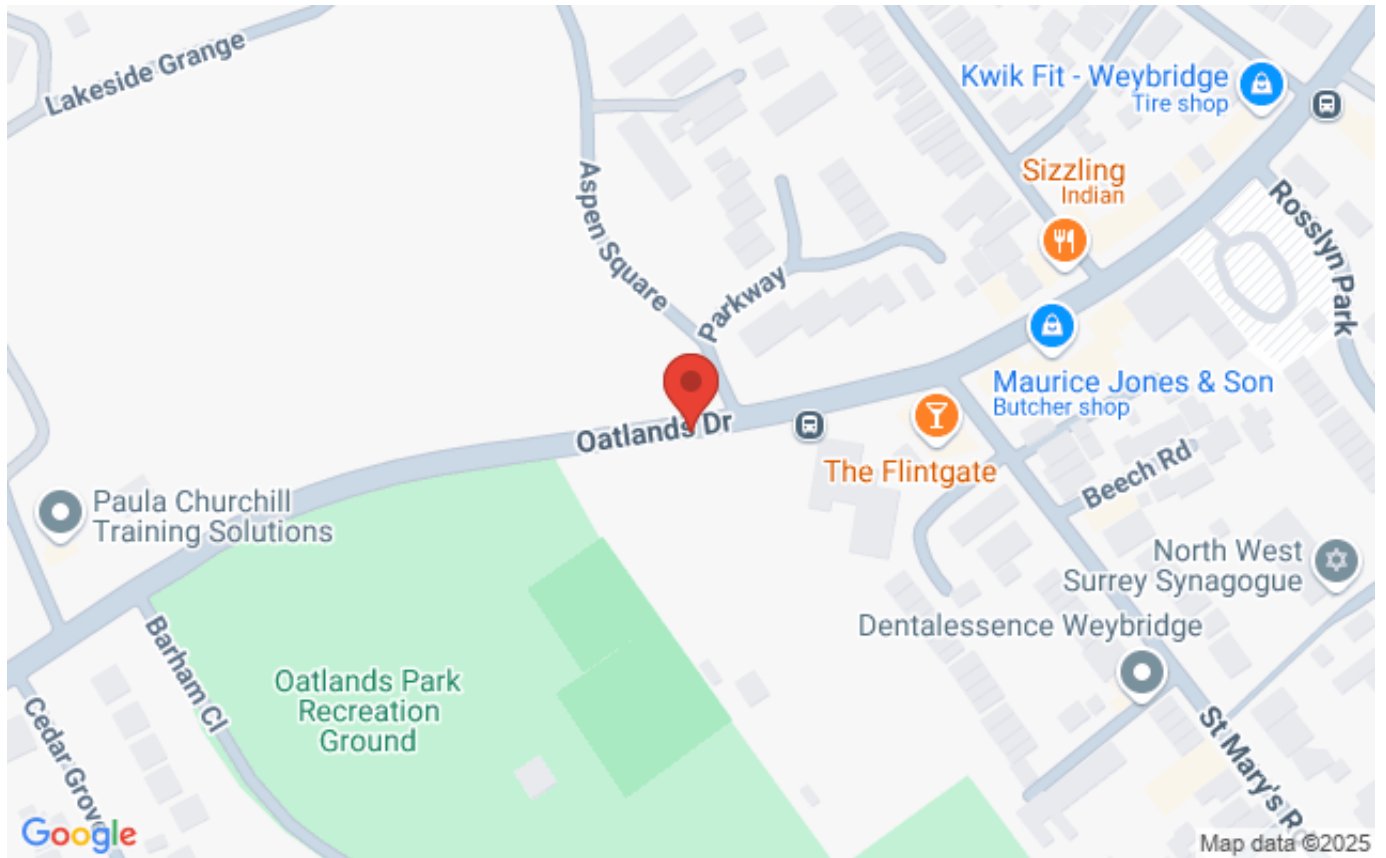 Lakeside Grange
Kwik Fit - Weybridge
Tire shop
Sizzling
Indian
Rosslyn Park
Aspen Square
Parkway
Maurice Jones & Son
Butcher shop
Oatlands Dr
The Flintgate
Beech Rd
Paula Churchill
Training Solutions
North West
Surrey Synagogue
Dentalessence Weybridge
Barham Cl
Oatlands Park
Recreation
Ground
Cedar Grove
St Mary's Rd
Google
Map data ©2025